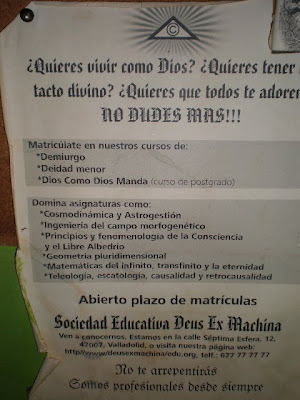 ©
¿Quieres vivir como Dios? ¿Quieres tener
tacto divino? ¿Quieres que todos te adoren
NO DUDES MAS!!!
Matricúlate en nuestros cursos de:
*Demiurgo
*Deidad menor
*Dios Como Dios Manda (curso de postgrado)
Domina asignaturas como:
*Cosmodinámica y Astrogestión
*Ingeniería del campo morfogenético
*Principios y fenomenología de la Consciencia
y el Libre Albedrio
*Geometría pluridimensional
*Matemáticas del infinito, transfinito y la eternidad
*Teleología, escatología, causalidad y retrocausalidad
Abierto plazo de matrículas
Sociedad Educativa Deus Ex Machina
Ven a conocernos. Estamos en la calle Séptima Esfera, 12,
47007, Valladolid, o visita nuestra página web:
http//www.deusexmachina/edu.org, telf.: 677 77 77 77
No te arrepentirás
Somos profesionales desde siempre